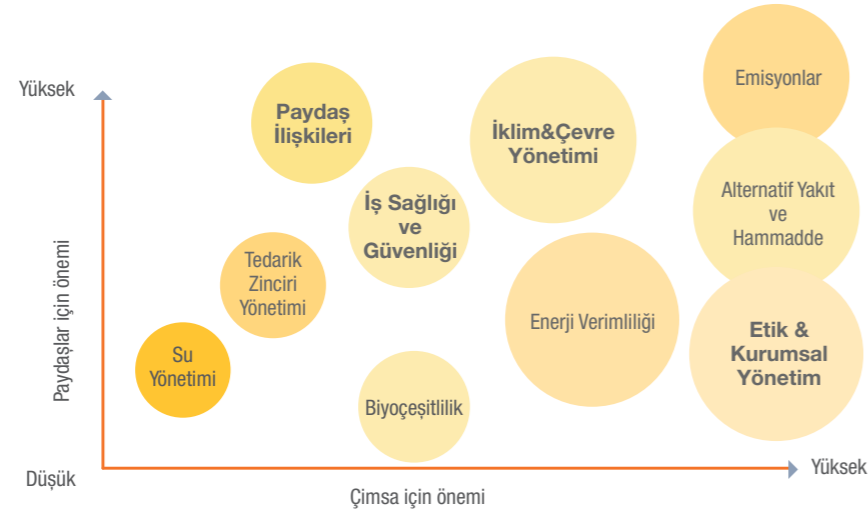 Emisyonlar
Yüksek
Paydaş
İlişkileri
İklim&Çevre
Yönetimi
İş Sağlığı
ve
Güvenliği
Alternatif Yakıt
ve
Hammadde
Paydaşlar için önemi
Tedarik
Zinciri
Yönetimi
Enerji Verimliliği
Etik &
Kurumsal
Yönetim
Su
Yönetimi
Biyoçeşitlilik
Düşük
Yüksek
Çimsa için önemi